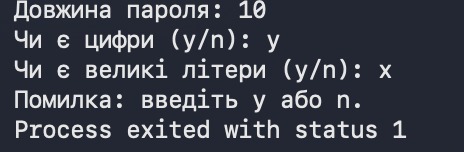 Довжина пароля: 10
Чи є цифри (y/n): y
Чи є великі літери (y/n): x
Помилка: введіть y або n.
Process exited with status 1